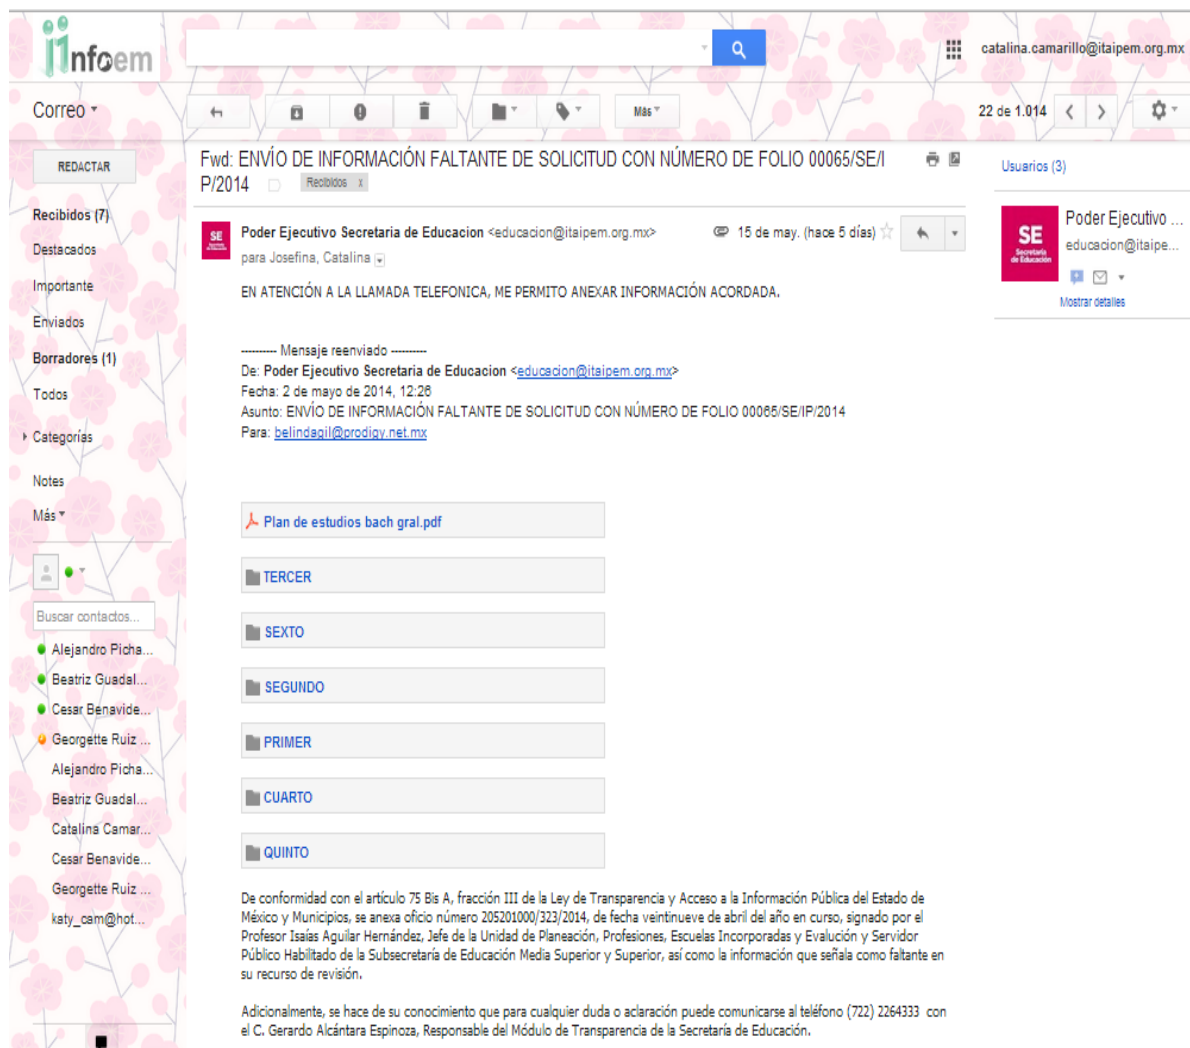 infoem
catalina.camarillo@itaipem.org.mx
Correo
Más
22 de 1.014
REDACTAR
Recibidos (7)
Destacados
Importante
Enviados
Borradores (1)
Todos
Categorías
Notes
Más
Buscar contactos...
Alejandro Picha...
Beatriz Guadal...
Cesar Benavide...
Georgette Ruiz ...
Alejandro Picha...
Beatriz Guadal...
Catalina Camar...
Cesar Benavide...
Georgette Ruiz ...
katy_cam@hot...
Fwd: ENVÍO DE INFORMACIÓN FALTANTE DE SOLICITUD CON NÚMERO DE FOLIO 00065/SE/I
P/2014 Recibidos x
SE
Poder Ejecutivo Secretaria de Educacion <educacion@itaipem.org.mx> 15 de may. (hace 5 días)
para Josefina, Catalina
EN ATENCIÓN A LA LLAMADA TELEFONICA, ME PERMITO ANEXAR INFORMACIÓN ACORDADA.
---------- Mensaje reenviado ----------
De: Poder Ejecutivo Secretaria de Educacion <educacion@itaipem.org.mx>
Fecha: 2 de mayo de 2014, 12:26
Asunto: ENVÍO DE INFORMACIÓN FALTANTE DE SOLICITUD CON NÚMERO DE FOLIO 00065/SE/IP/2014
Para: belindagil@prodigy.net.mx
Plan de estudios bach gral.pdf
TERCER
SEXTO
SEGUNDO
PRIMER
CUARTO
QUINTO
De conformidad con el artículo 75 Bis A, fracción III de la Ley de Transparencia y Acceso a la Información Pública del Estado de
México y Municipios, se anexa oficio número 205201000/323/2014, de fecha veintinueve de abril del año en curso, signado por el
Profesor Isaías Aguilar Hernández, Jefe de la Unidad de Planeación, Profesiones, Escuelas Incorporadas y Evalución y Servidor
Público Habilitado de la Subsecretaría de Educación Media Superior y Superior, así como la información que señala como faltante en
su recurso de revisión.
Adicionalmente, se hace de su conocimiento que para cualquier duda o aclaración puede comunicarse al teléfono (722) 2264333 con
el C. Gerardo Alcántara Espinoza, Responsable del Módulo de Transparencia de la Secretaría de Educación.
Usuarios (3)
SE
Secretaría
de Educación
Poder Ejecutivo ...
educacion@itaipe...
Mostrar detalles